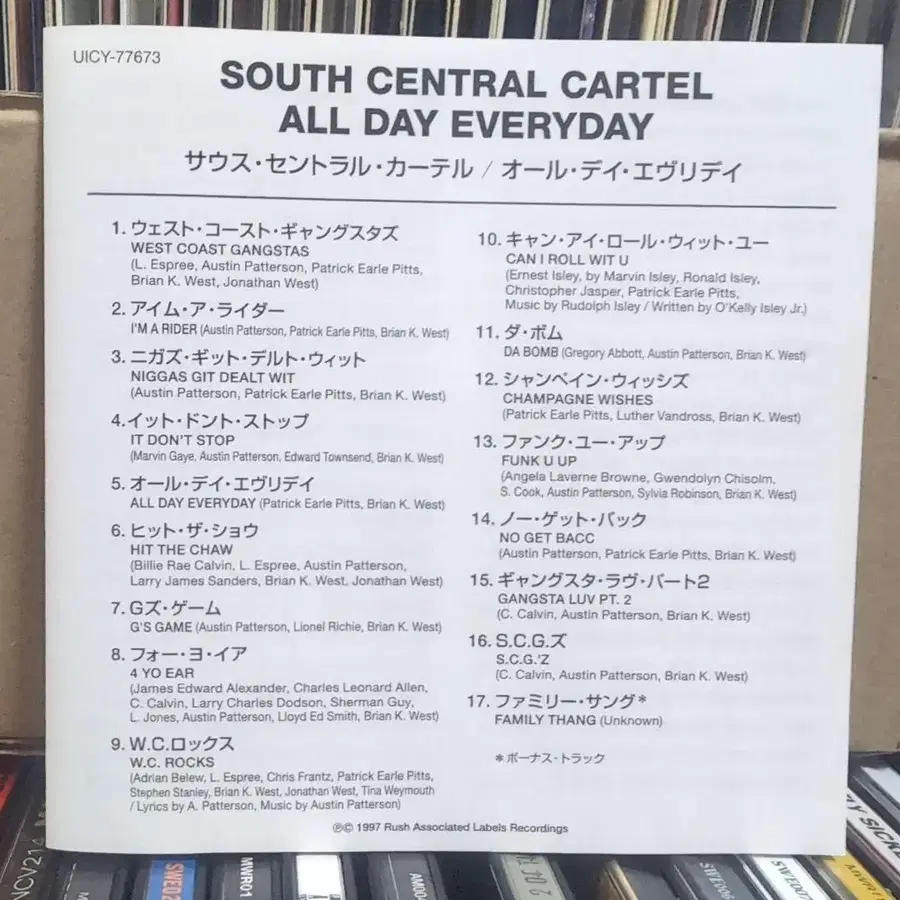 UICY-77673
SOUTH CENTRAL CARTEL
ALL DAY EVERYDAY
サウス・セントラル・カーテル / オール・デイ・エヴリデイ
1. ウェスト・コースト・ギャングスタズ
WEST COAST GANGSTAS
(L. Espree, Austin Patterson, Patrick Earle Pitts,
Brian K. West, Jonathan West)
2. アイム・ア・ライダー
I'M A RIDER (Austin Patterson, Patrick Earle Pitts, Brian K. West)
3. ニガズ・ギット・デルト・ウィット
NIGGAS GIT DEALT WIT
(Austin Patterson, Patrick Earle Pitts, Brian K. West)
4.イット・ドント・ストップ
IT DON'T STOP
(Marvin Gaye, Austin Patterson, Edward Townsend, Brian K. West)
5. オール・デイ・エヴリデイ
ALL DAY EVERYDAY (Patrick Earle Pitts, Brian K. West)
6. ヒット・ザ・ショウ
HIT THE CHAW
(Billie Rae Calvin, L. Espree, Austin Patterson,
Larry James Sanders, Brian K. West, Jonathan West)
7. Gズ・ゲーム
G'S GAME (Austin Patterson, Lionel Richie, Brian K. West)
8. フォー・ヨ・イア
4 YO EAR
(James Edward Alexander, Charles Leonard Allen,
C. Calvin, Larry Charles Dodson, Sherman Guy,
L. Jones, Austin Patterson, Lloyd Ed Smith, Brian K. West)
9. W.C.ロックス
W.C. ROCKS
(Adrian Belew, L. Espree, Chris Frantz, Patrick Earle Pitts,
Stephen Stanley, Brian K. West, Jonathan West, Tina Weymouth
/ Lyrics by A. Patterson, Music by Austin Patterson)
10. キャン・アイ・ロール・ウィット・ユー
CAN I ROLL WIT U
(Ernest Isley, by Marvin Isley, Ronald Isley,
Christopher Jasper, Patrick Earle Pitts,
Music by Rudolph Isley / Written by O'Kelly Isley Jr.)
11. ダ・ボム
DA BOMB (Gregory Abbott, Austin Patterson, Brian K. West)
12. シャンペイン・ウィッシズ
CHAMPAGNE WISHES
(Patrick Earle Pitts, Luther Vandross, Brian K. West)
13. ファンク・ユー・アップ
FUNK U UP
(Angela Laverne Browne, Gwendolyn Chisolm,
S. Cook, Austin Patterson, Sylvia Robinson, Brian K. West)
14. ノー・ゲット・バック
NO GET BACC
(Austin Patterson, Patrick Earle Pitts, Brian K. West)
15. ギャングスタ・ラヴ・パート2
GANGSTA LUV PT. 2
(C. Calvin, Austin Patterson, Brian K. West)
16. S.C.G.ズ
S.C.G.'Z
(C. Calvin, Austin Patterson, Brian K. West)
17. ファミリー・サング*
FAMILY THANG (Unknown)
*ボーナス・トラック
℗© 1997 Rush Associated Labels Recordings
NCV214
MWR01
AM00
SWE006
SWE007
MWR
SICK